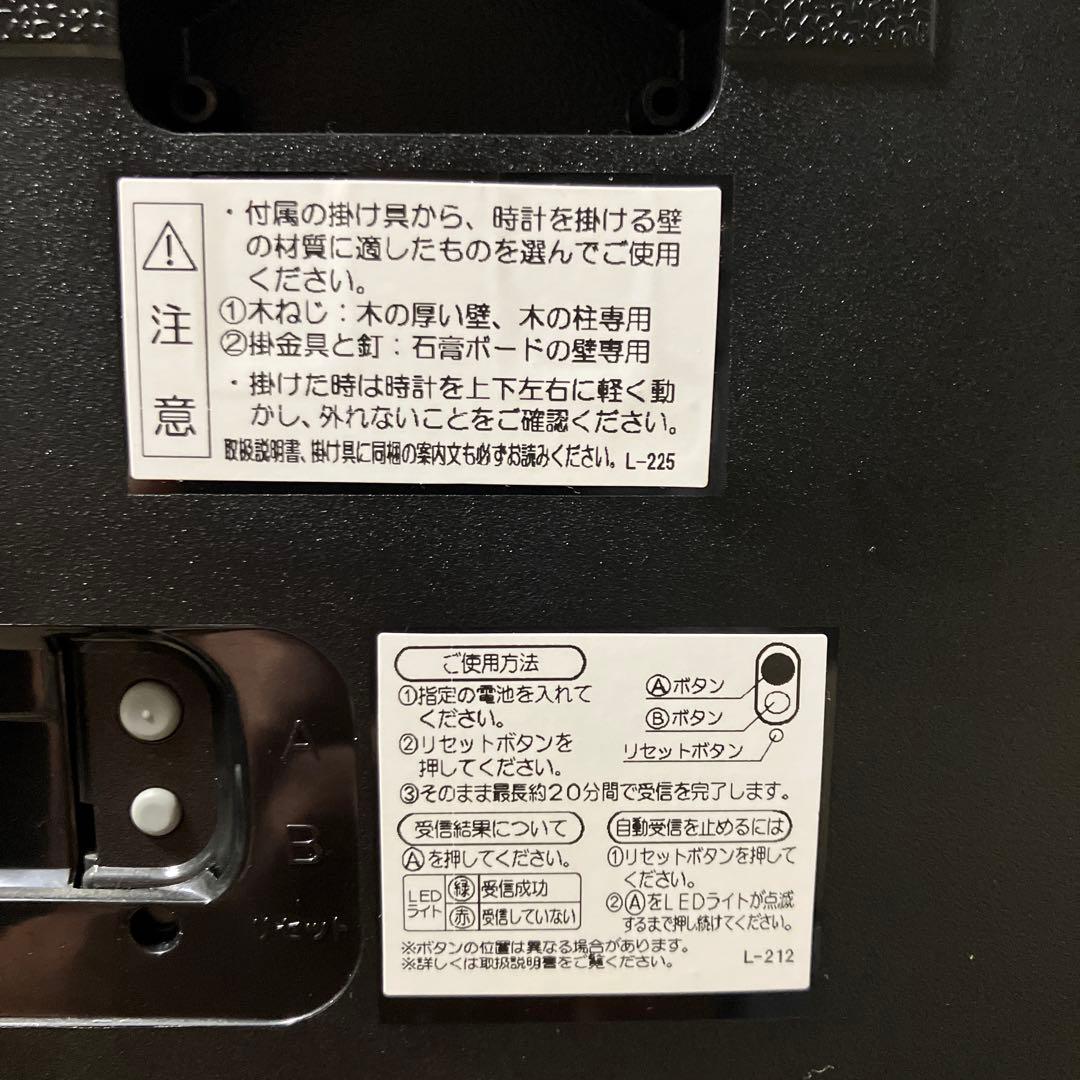 注意
・付属の掛け具から、時計を掛ける壁
の材質に適したものを選んでご使用
ください。
①木ねじ：木の厚い壁、木の柱専用
②掛金具と釘：石膏ボードの壁専用
・掛けた時は時計を上下左右に軽く動
かし、外れないことをご確認ください。
取扱説明書、掛け具に同梱の案内文も必ずお読みください。L-225
A
B
リセット
ご使用方法
①指定の電池を入れて
ください。
②リセットボタンを
押してください。
Ⓐボタン
Ⓑボタン
リセットボタン
③そのまま最長約20分間で受信を完了します。
受信結果について
Ⓐを押してください。
LED
ライト
緑 受信成功
赤 受信していない
自動受信を止めるには
①リセットボタンを押して
ください。
②ⒶをLEDライトが点滅
するまで押し続けてください。
※ボタンの位置は異なる場合があります。
※詳しくは取扱説明書をご覧ください。
L-212